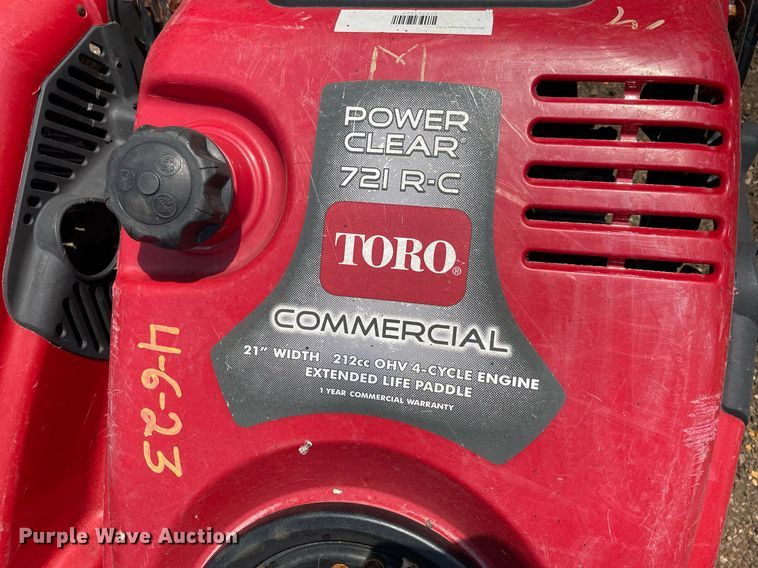 POWER
CLEAR®
721 R-C
TORO®
COMMERCIAL
21" WIDTH 212cc OHV 4-CYCLE ENGINE
EXTENDED LIFE PADDLE
1 YEAR COMMERCIAL WARRANTY
4-6-23
Purple Wave Auction®